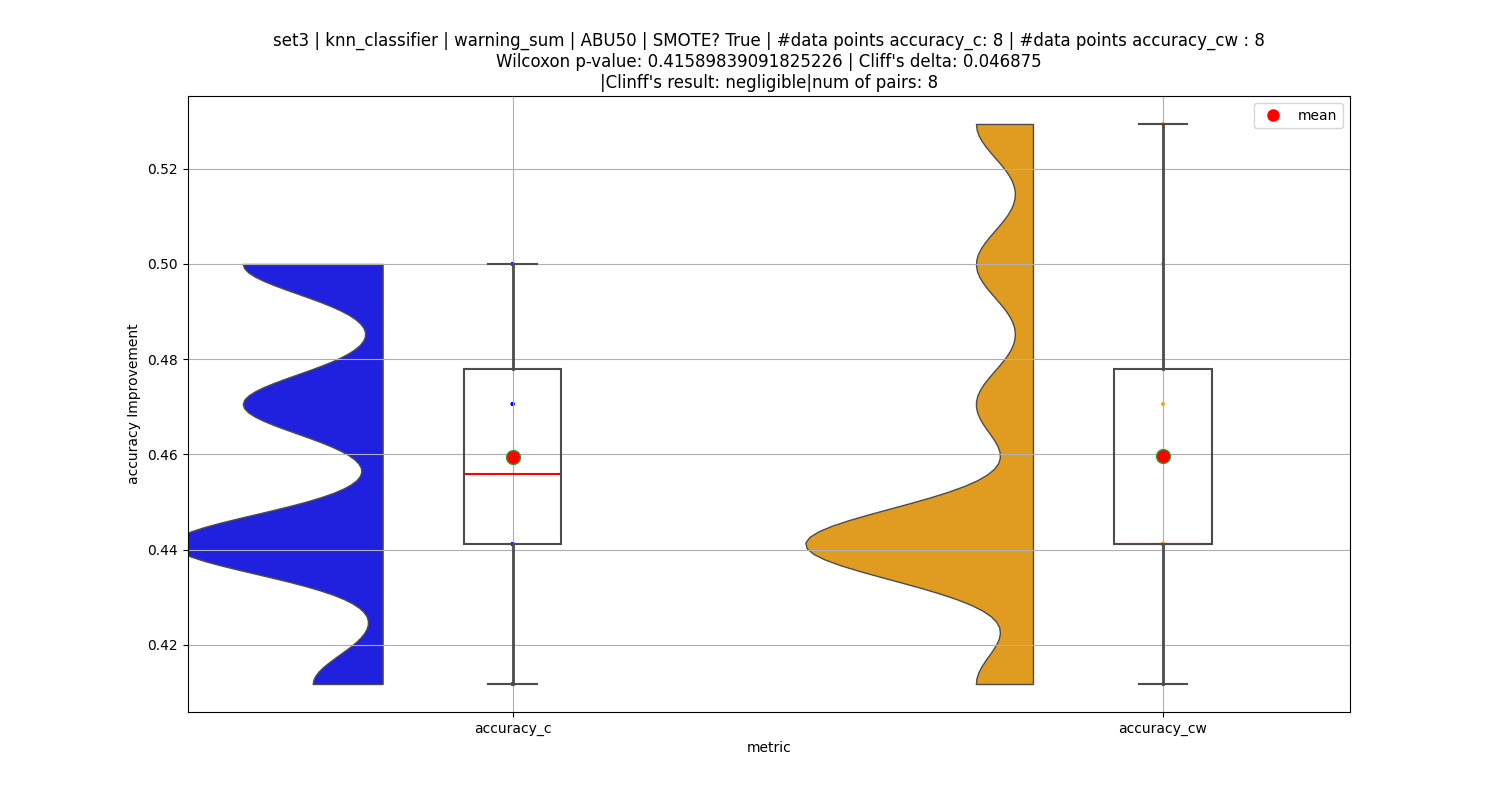 set3 | knn_classifier | warning_sum | ABU50 | SMOTE? True | #data points accuracy_c: 8 | #data points accuracy_cw : 8
Wilcoxon p-value: 0.41589839091825226 | Cliff's delta: 0.046875
|Clinff's result: negligible|num of pairs: 8
mean
0.52
0.50
0.48
0.46
0.44
0.42
accuracy Improvement
accuracy_c
accuracy_cw
metric